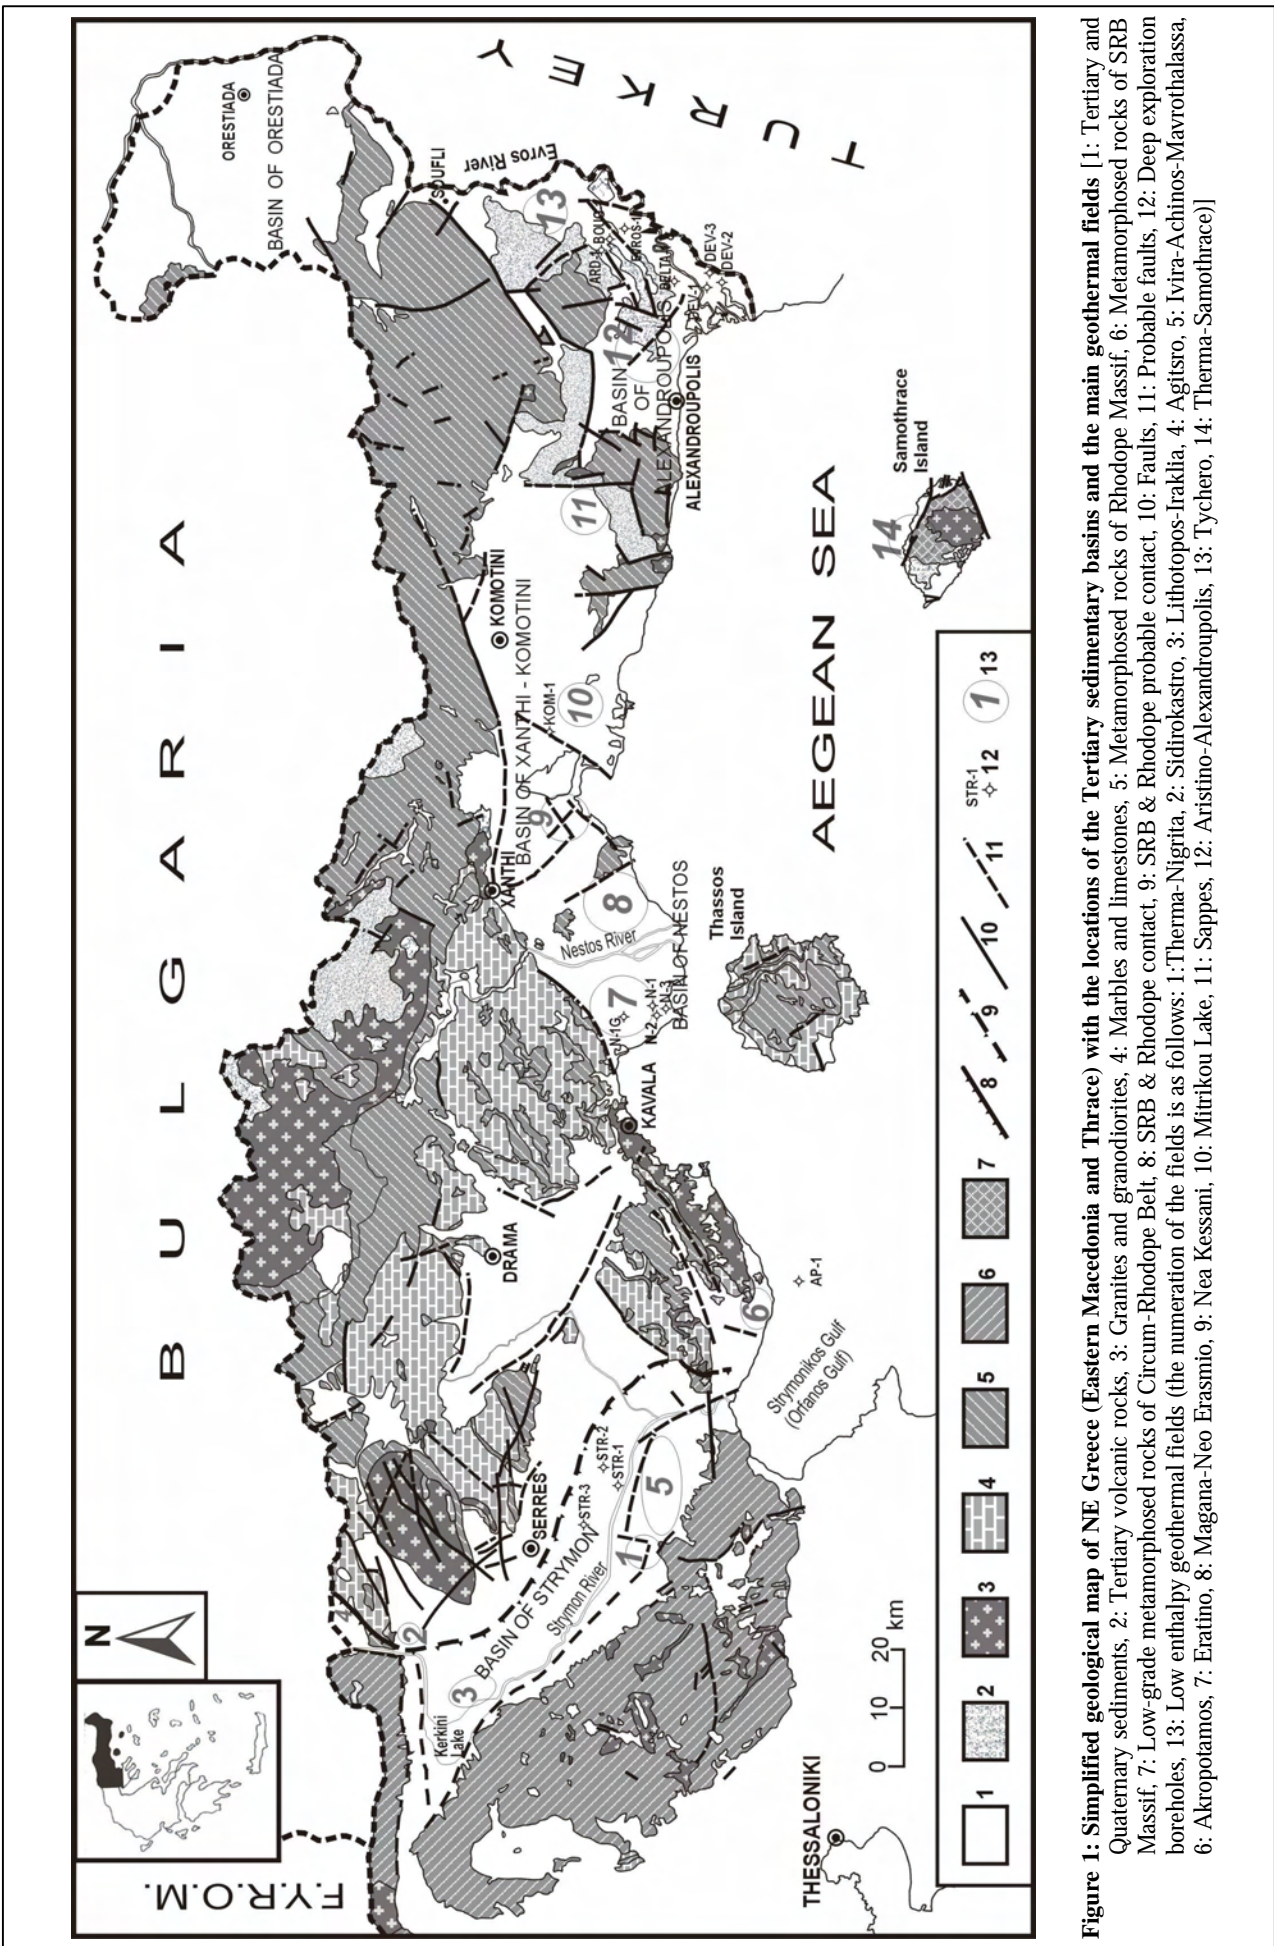 N
F.Y.R.O.M.
B U L G A R I A
T U R K E Y
AEGEAN SEA
ORESTIADA
BASIN OF ORESTIADA
SOUFLI
Evros River
13
ARD-1
BOUD-1
EVROS-1
DELTA-1
DEV-3
DEV-2
DEV-1
12
BASIN
OF
ALEXANDROUPOLIS
ALEXANDROUPOLIS
11
Samothrace
Island
14
KOMOTINI
BASIN OF XANTHI - KOMOTINI
KOM-1
10
9
XANTHI
8
Nestos River
BASIN OF NESTOS
Thassos
Island
7
N-1G
N-1
N-2
N-3
KAVALA
DRAMA
AP-1
6
Strymonikos Gulf
(Orfanos Gulf)
STR-2
STR-1
STR-3
5
SERRES
1
BASIN OF STRYMON
Strymon River
4
2
3
Kerkini
Lake
THESSALONIKI
0 10 20 km
1 2 3 4 5 6 7 8 9 10 11 STR-1 12 1 13
Figure 1: Simplified geological map of NE Greece (Eastern Macedonia and Thrace) with the locations of the Tertiary sedimentary basins and the main geothermal fields [1: Tertiary and
Quaternary sediments, 2: Tertiary volcanic rocks, 3: Granites and granodiorites, 4: Marbles and limestones, 5: Metamorphosed rocks of Rhodope Massif, 6: Metamorphosed rocks of SRB
Massif, 7: Low-grade metamorphosed rocks of Circum-Rhodope Belt, 8: SRB & Rhodope contact, 9: SRB & Rhodope probable contact, 10: Faults, 11: Probable faults, 12: Deep exploration
boreholes, 13: Low enthalpy geothermal fields (the numeration of the fields is as follows: 1:Therma-Nigrita, 2: Sidirokastro, 3: Lithotopos-Iraklia, 4: Agitsro, 5: Ivira-Achinos-Mavrothalassa,
6: Akropotamos, 7: Eratino, 8: Magana-Neo Erasmio, 9: Nea Kessani, 10: Mitrikou Lake, 11: Sappes, 12: Aristino-Alexandroupolis, 13: Tychero, 14: Therma-Samothrace)]